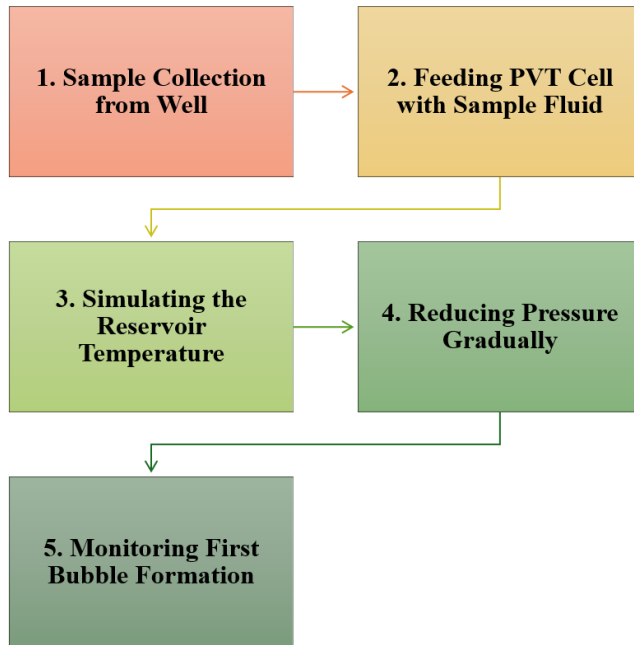 1. Sample Collection
from Well
2. Feeding PVT Cell
with Sample Fluid
3. Simulating the
Reservoir
Temperature
4. Reducing Pressure
Gradually
5. Monitoring First
Bubble Formation